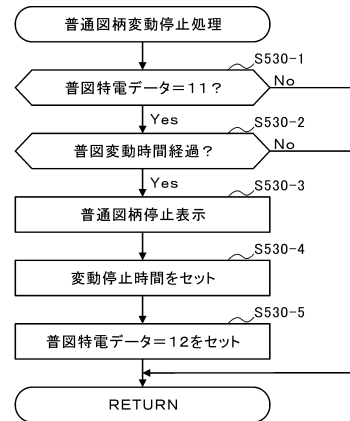 普通図柄変動停止処理
S530-1
普図特電データ=11?
No
Yes
S530-2
普図変動時間経過?
No
Yes
S530-3
普通図柄停止表示
S530-4
変動停止時間をセット
S530-5
普図特電データ=12をセット
RETURN